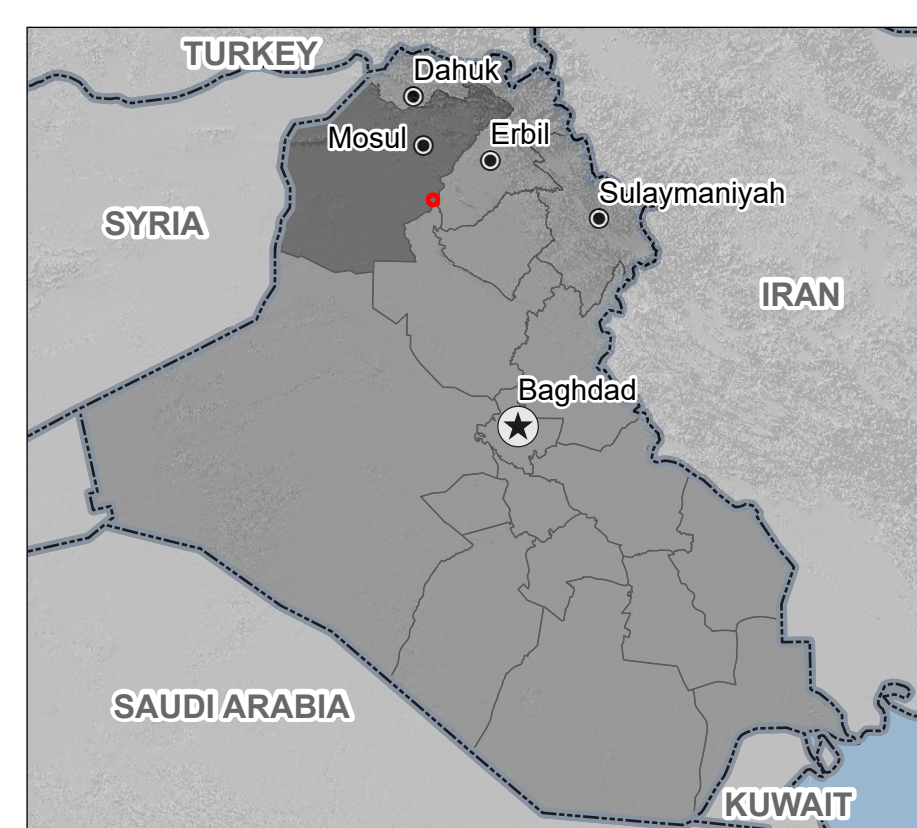 TURKEY
Dahuk
Mosul
Erbil
Sulaymaniyah
SYRIA
IRAN
Baghdad
SAUDI ARABIA
KUWAIT